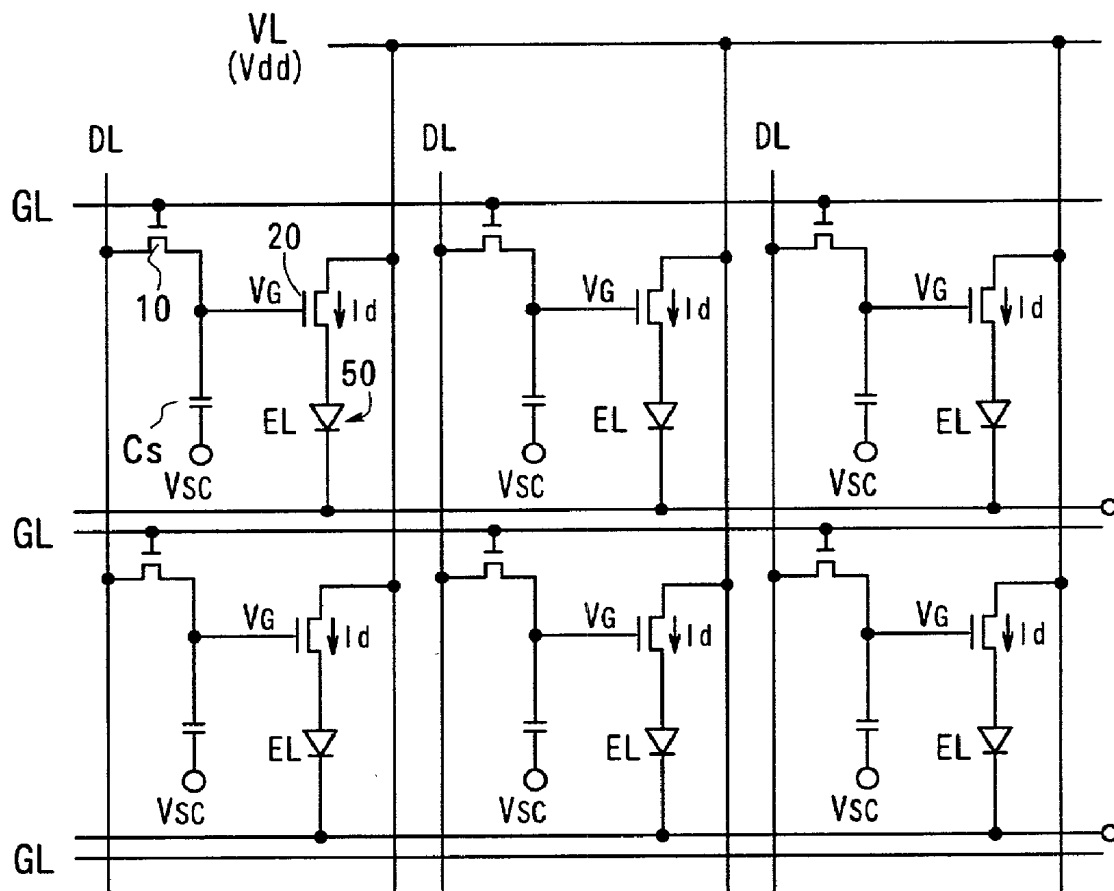 VL
(Vdd)
DL DL DL
GL
10 VG 20 Id VG Id VG Id
Cs EL 50 EL EL
VSC VSC VSC
GL
VG Id VG Id VG Id
EL EL EL
VSC VSC VSC
GL